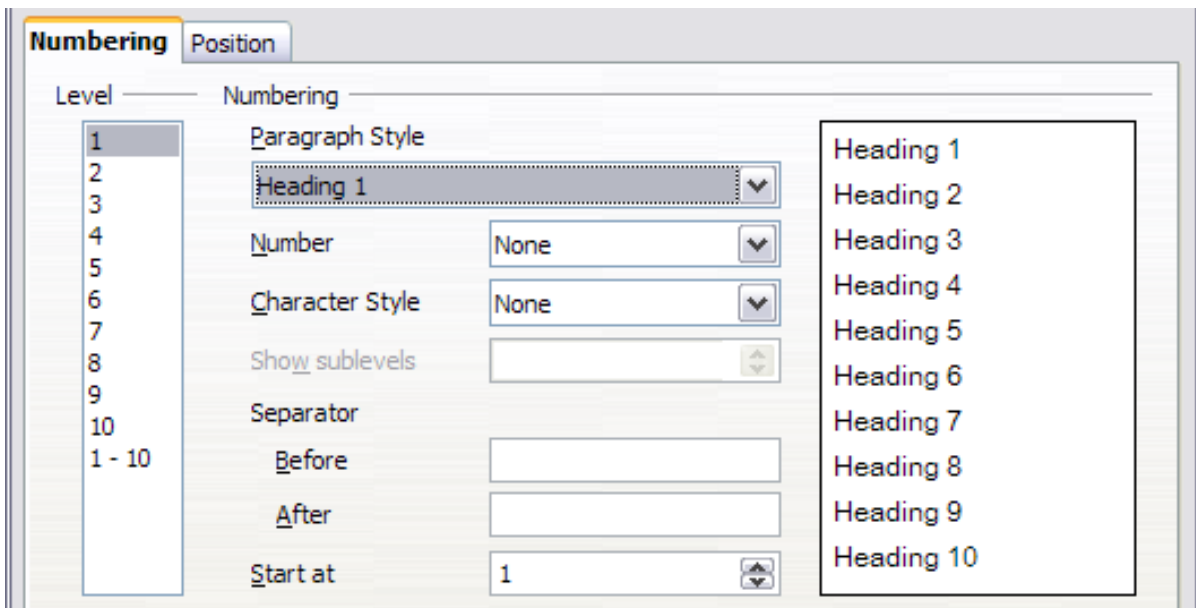 Numbering Position
Level Numbering
1
2
3
4
5
6
7
8
9
10
1 - 10
Paragraph Style
Heading 1
Number None
Character Style None
Show sublevels
Separator
Before
After
Start at 1
Heading 1
Heading 2
Heading 3
Heading 4
Heading 5
Heading 6
Heading 7
Heading 8
Heading 9
Heading 10